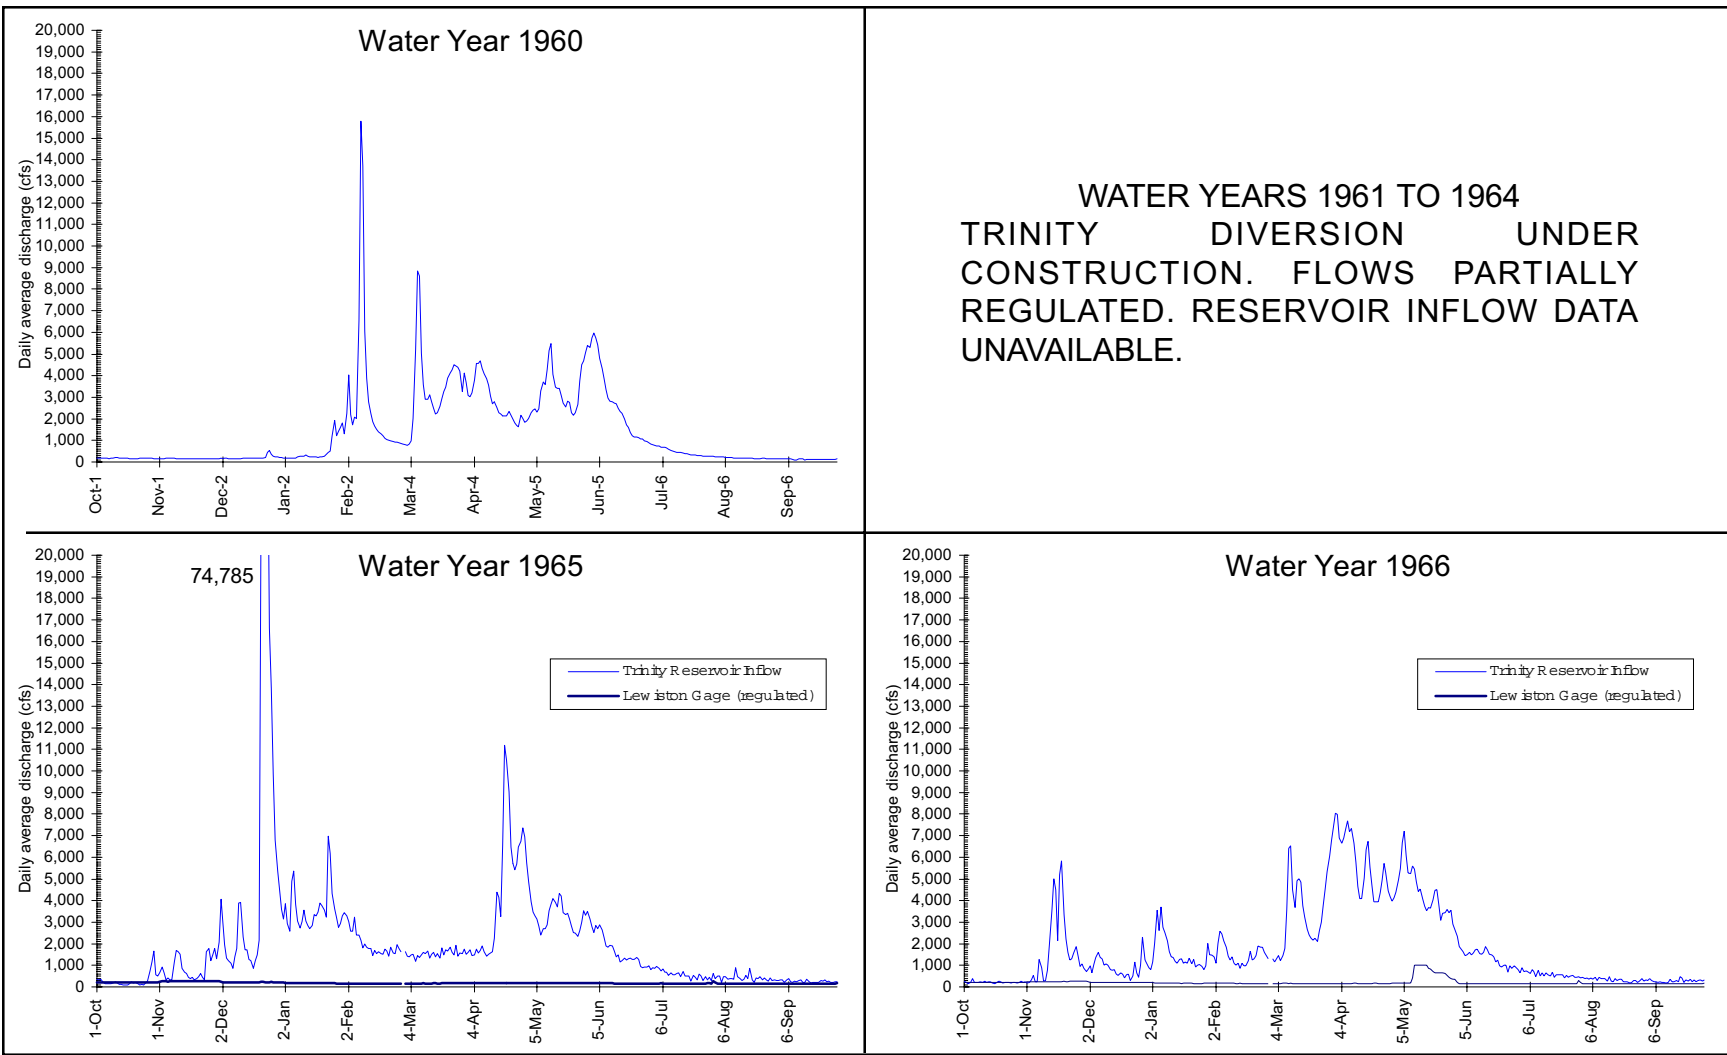 Water Year 1960
Daily average discharge (cfs)
20,000
19,000
18,000
17,000
16,000
15,000
14,000
13,000
12,000
11,000
10,000
9,000
8,000
7,000
6,000
5,000
4,000
3,000
2,000
1,000
0
Oct-1
Nov-1
Dec-2
Jan-2
Feb-2
Mar-4
Apr-4
May-5
Jun-5
Jul-6
Aug-6
Sep-6
WATER YEARS 1961 TO 1964
TRINITY DIVERSION UNDER
CONSTRUCTION. FLOWS PARTIALLY
REGULATED. RESERVOIR INFLOW DATA
UNAVAILABLE.
Water Year 1965
74,785
Daily average discharge (cfs)
20,000
19,000
18,000
17,000
16,000
15,000
14,000
13,000
12,000
11,000
10,000
9,000
8,000
7,000
6,000
5,000
4,000
3,000
2,000
1,000
0
Trinity Reservoir Inflow
Lewiston Gage (regulated)
1-Oct
1-Nov
2-Dec
2-Jan
2-Feb
4-Mar
4-Apr
5-May
5-Jun
6-Jul
6-Aug
6-Sep
Water Year 1966
Daily average discharge (cfs)
20,000
19,000
18,000
17,000
16,000
15,000
14,000
13,000
12,000
11,000
10,000
9,000
8,000
7,000
6,000
5,000
4,000
3,000
2,000
1,000
0
Trinity Reservoir Inflow
Lewiston Gage (regulated)
1-Oct
1-Nov
2-Dec
2-Jan
2-Feb
4-Mar
4-Apr
5-May
5-Jun
6-Jul
6-Aug
6-Sep